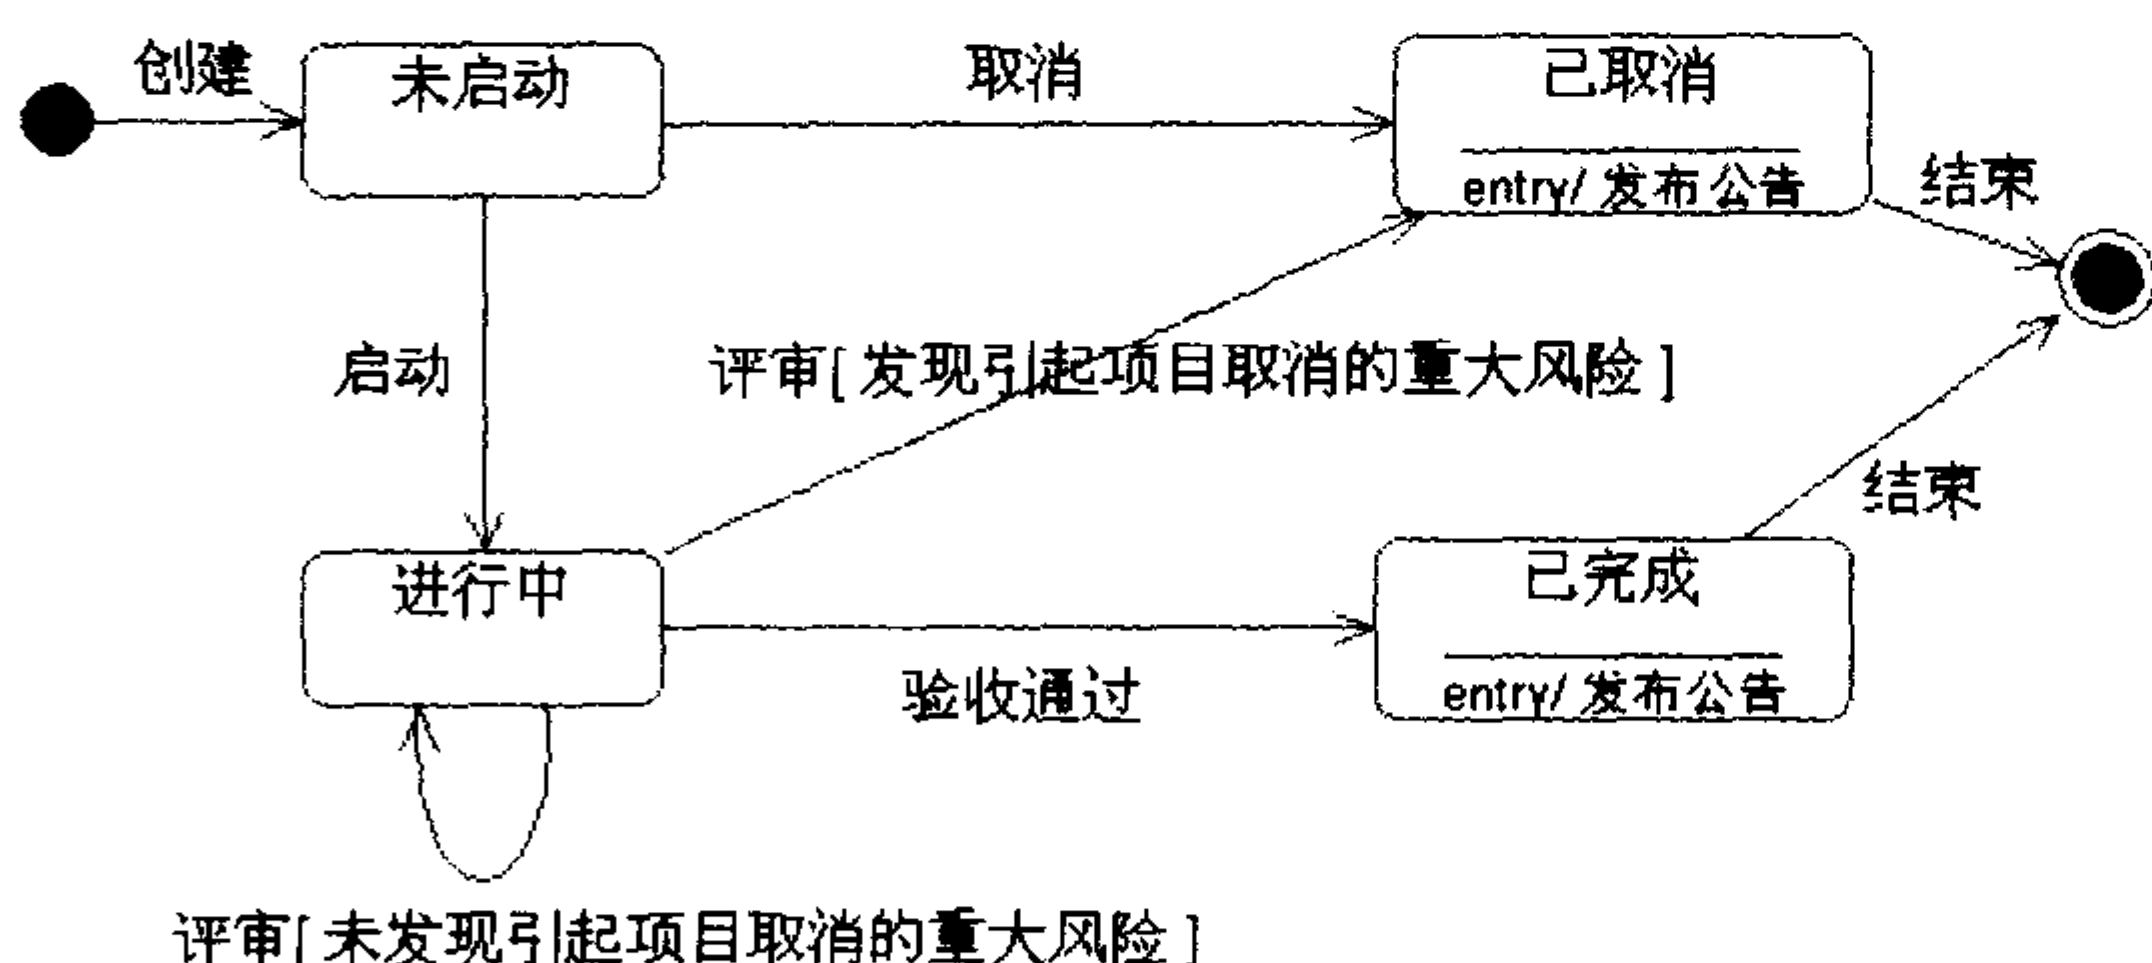 创建
未启动
取消
已取消
entry/ 发布公告
结束
启动
评审[ 发现引起项目取消的重大风险 ]
结束
进行中
已完成
entry/ 发布公告
验收通过
评审[ 未发现引起项目取消的重大风险 ]